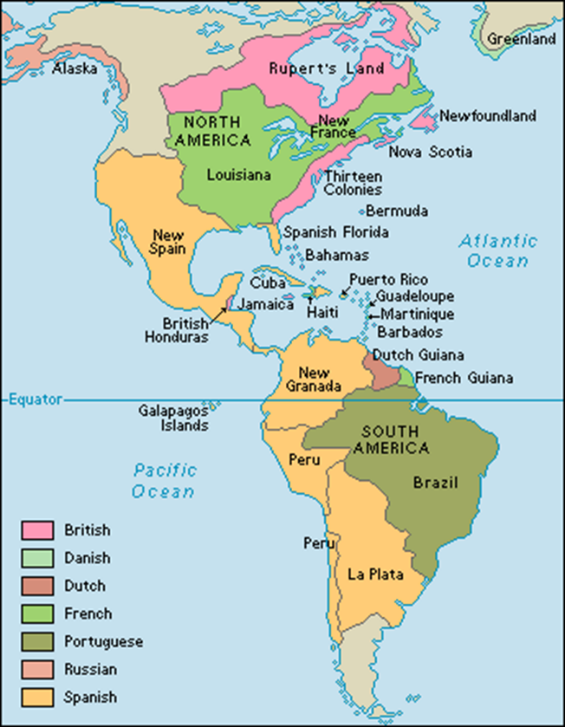 Greenland
Alaska
Rupert's Land
Newfoundland
NORTH
AMERICA
New
France
Nova Scotia
Louisiana
Thirteen
Colonies
Bermuda
Spanish Florida
New
Spain
Atlantic
Ocean
Bahamas
Cuba
Puerto Rico
Guadeloupe
Jamaica
Haiti
Martinique
British
Honduras
Barbados
Dutch Guiana
New
Granada
French Guiana
Equator
Galapagos
Islands
SOUTH
AMERICA
Peru
Pacific
Ocean
Brazil
Peru
La Plata
British
Danish
Dutch
French
Portuguese
Russian
Spanish